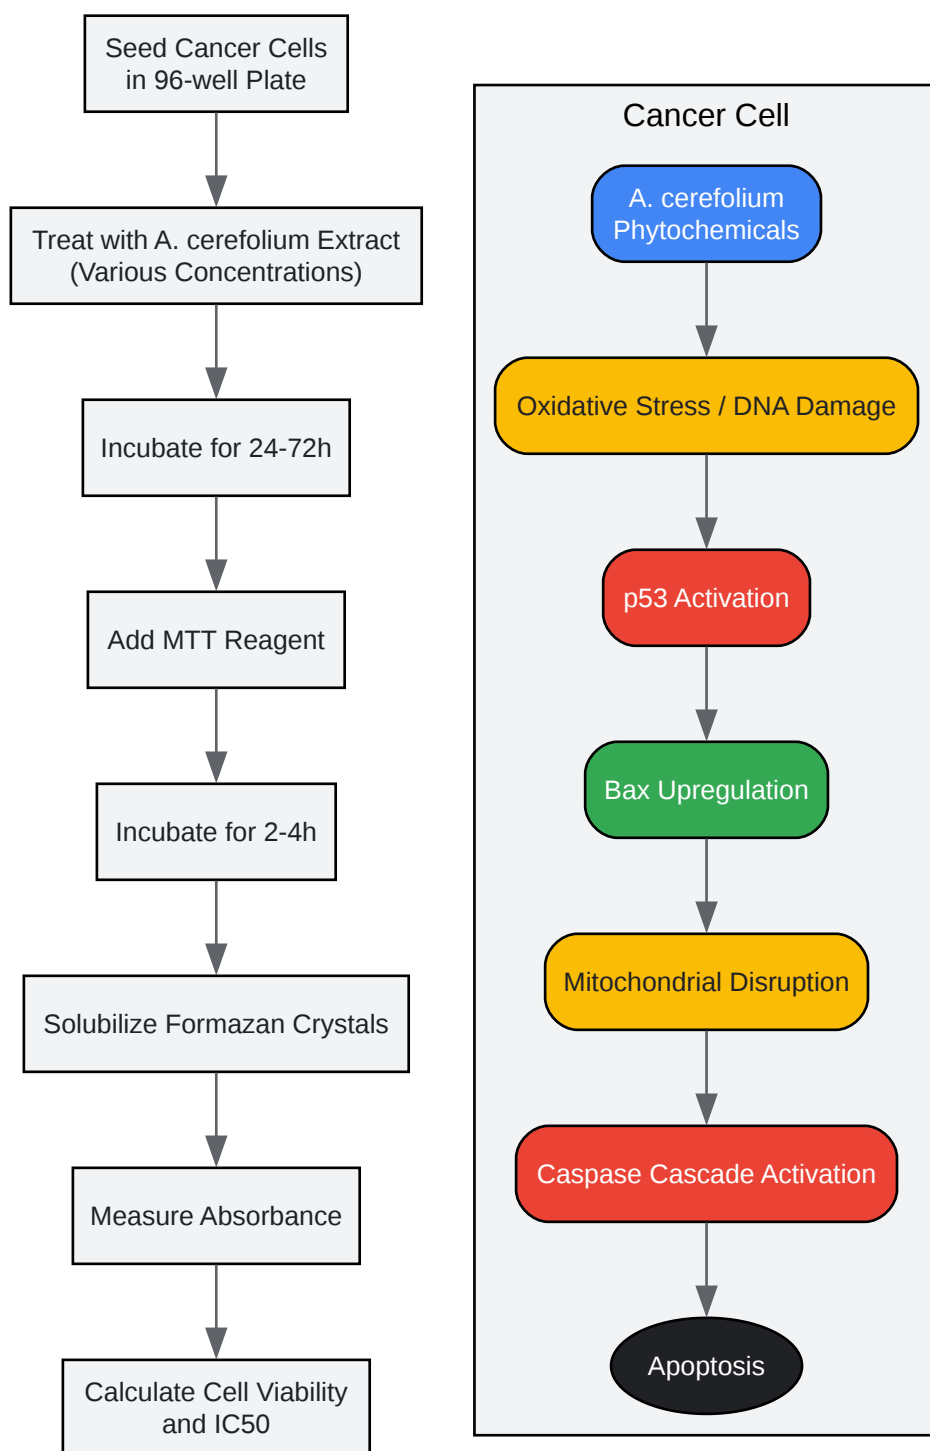 Seed Cancer Cells
in 96-well Plate
Treat with A. cerefolium Extract
(Various Concentrations)
Incubate for 24-72h
Add MTT Reagent
Incubate for 2-4h
Solubilize Formazan Crystals
Measure Absorbance
Calculate Cell Viability
and IC50
Cancer Cell
A. cerefolium
Phytochemicals
Oxidative Stress / DNA Damage
p53 Activation
Bax Upregulation
Mitochondrial Disruption
Caspase Cascade Activation
Apoptosis